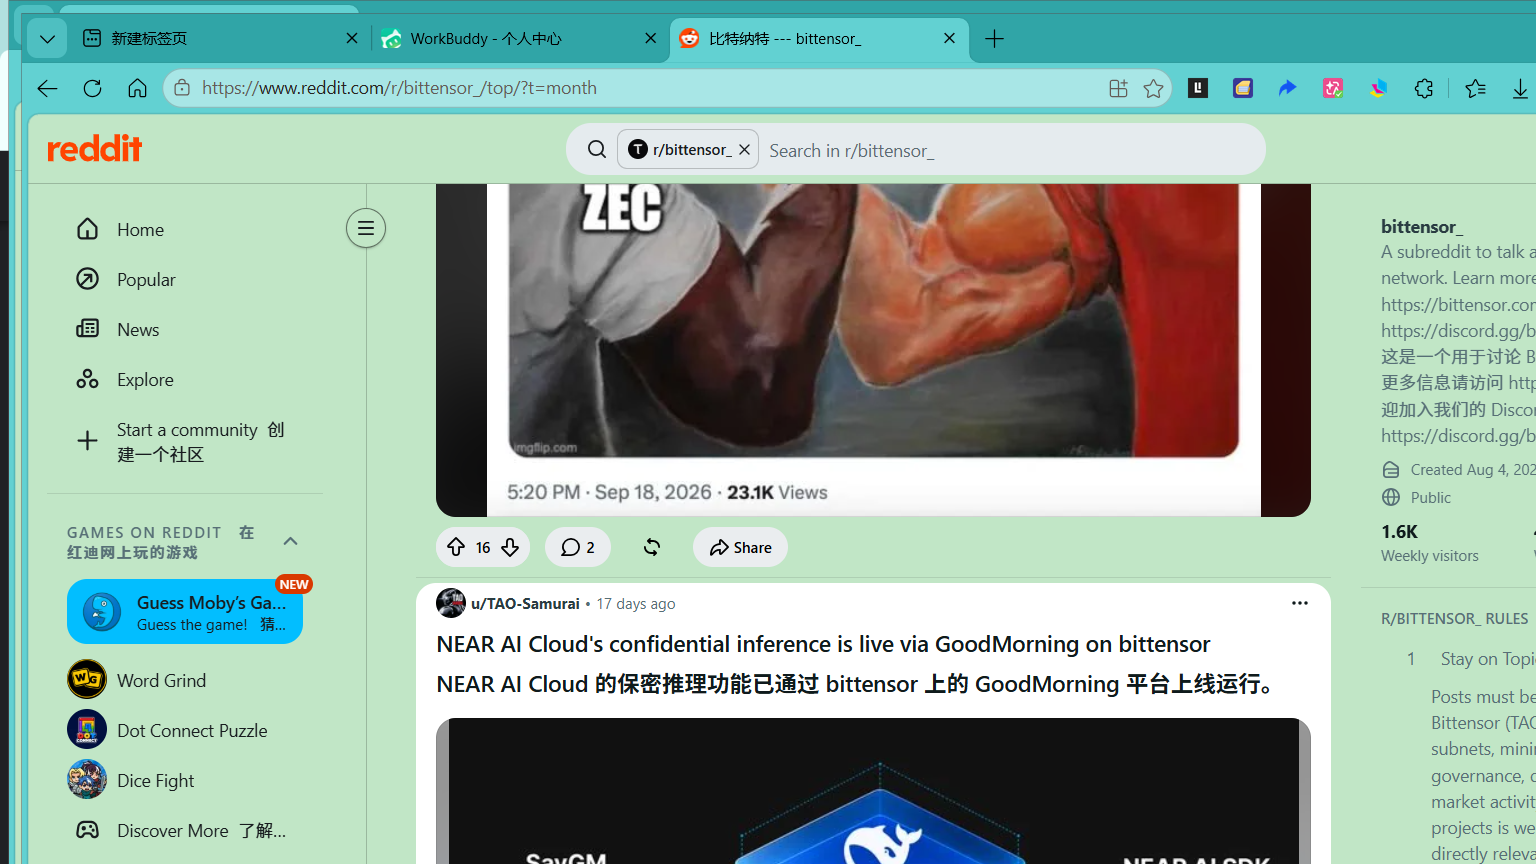 新建标签页
WorkBuddy - 个人中心
比特纳特 --- bittensor_
https://www.reddit.com/r/bittensor_/top/?t=month
reddit
r/bittensor_
Search in r/bittensor_
Home
Popular
News
Explore
Start a community 创
建一个社区
GAMES ON REDDIT 在
红迪网上玩的游戏
NEW
Guess Moby’s Ga...
Guess the game! 猜...
Word Grind
Dot Connect Puzzle
Dice Fight
Discover More 了解...
ZEC
imgflip.com
5:20 PM · Sep 18, 2026 · 23.1K Views
16
2
Share
u/TAO-Samurai • 17 days ago
NEAR AI Cloud's confidential inference is live via GoodMorning on bittensor
NEAR AI Cloud 的保密推理功能已通过 bittensor 上的 GoodMorning 平台上线运行。
SayGM
NEAR AI SDK
bittensor_
A subreddit to talk a
network. Learn more
https://bittensor.con
https://discord.gg/b
这是一个用于讨论 B
更多信息请访问 http
迎加入我们的 Discor
https://discord.gg/b
Created Aug 4, 202
Public
1.6K
Weekly visitors
R/BITTENSOR_ RULES
1 Stay on Topi
Posts must be
Bittensor (TAO
subnets, minin
governance, o
market activit
projects is we
directly releva